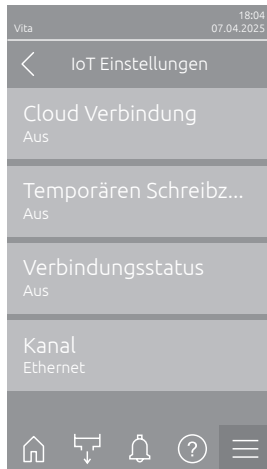 18:04
Vita 07.04.2025
IoT Einstellungen
Cloud Verbindung
Aus
Temporären Schreibz...
Aus
Verbindungsstatus
Aus
Kanal
Ethernet
?